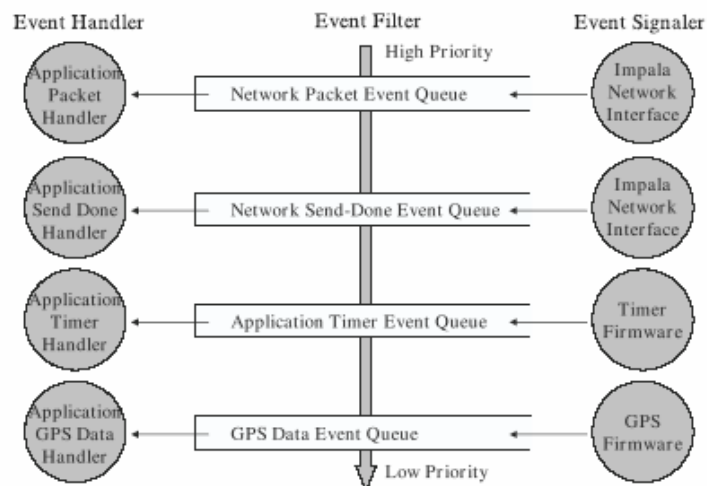 Event Handler
Event Filter
Event Signaler
High Priority
Application
Packet
Handler
Network Packet Event Queue
Impala
Network
Interface
Application
Send Done
Handler
Network Send-Done Event Queue
Impala
Network
Interface
Application
Timer
Handler
Application Timer Event Queue
Timer
Firmware
Application
GPS Data
Handler
GPS Data Event Queue
GPS
Firmware
Low Priority